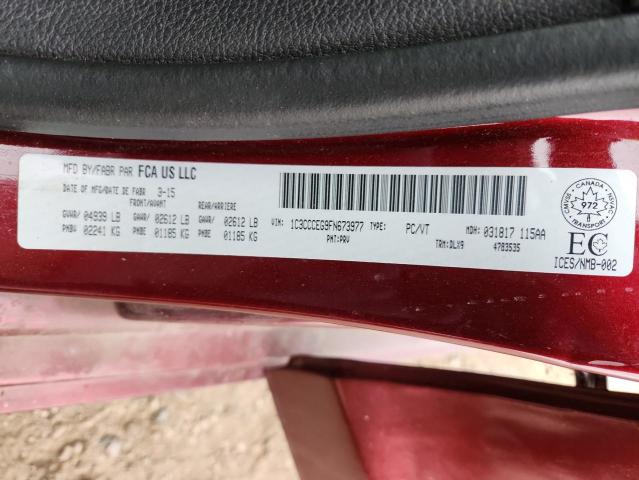 MFD BY/FABR PAR FCA US LLC
DATE OF MFG/DATE DE FABR 3-15
FRONT/AVANT REAR/ARRIERE
GVWR/ 04939 LB GAWR/ 02612 LB GAWR/ 02612 LB
PNBV 02241 KG PNBE 01185 KG PNBE 01185 KG
VIN: 1C3CCCEG9FN673977 TYPE: PC/VT MDH: 031817 115AA
PNT: PRV TRM: DLX9 4783535
CANADA
CMVSS NSVAC
972
TRANSPORT
EC
ICES/NMB-002